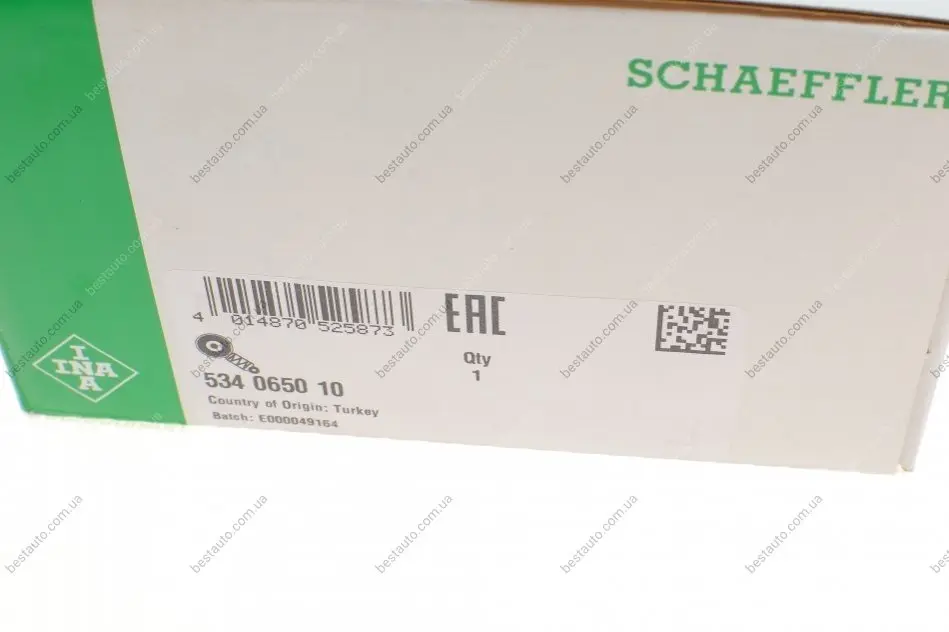 SCHAEFFLER
4 014870 525873
EAC
Qty
1
534 0650 10
Country of Origin: Turkey
Batch: E000049164
I
INA
A
bestauto.com.ua